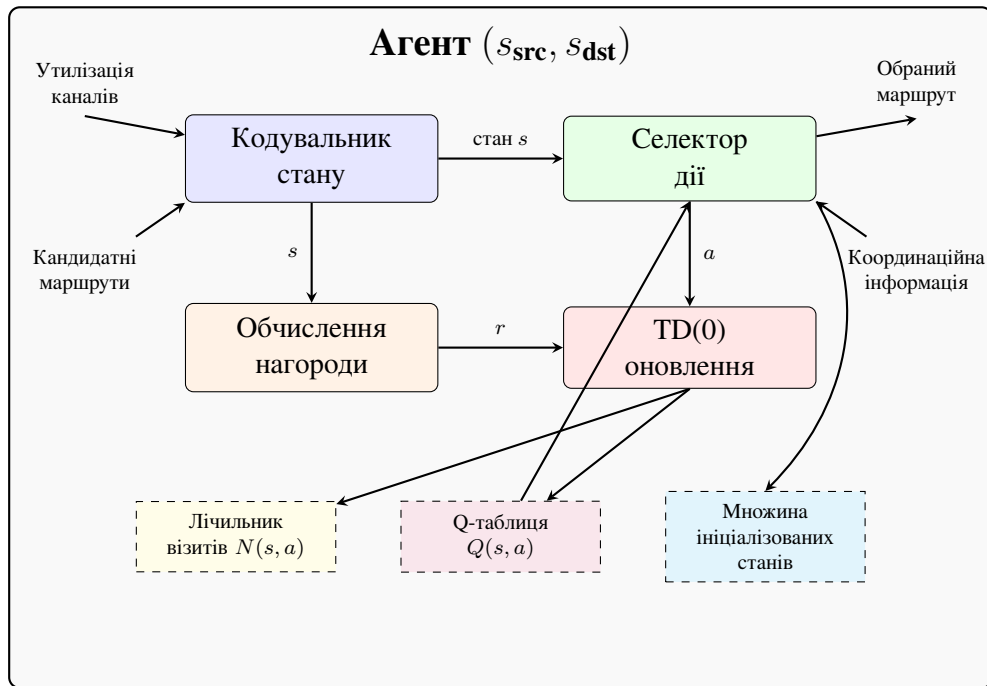 Агент (s_src, s_dst)
Утилізація
каналів
Обраний
маршрут
Кодувальник
стану
стан s
Селектор
дії
Кандидатні
маршрути
s
a
Координаційна
інформація
Обчислення
нагороди
r
TD(0)
оновлення
Лічильник
візитів N(s, a)
Q-таблиця
Q(s, a)
Множина
ініціалізованих
станів